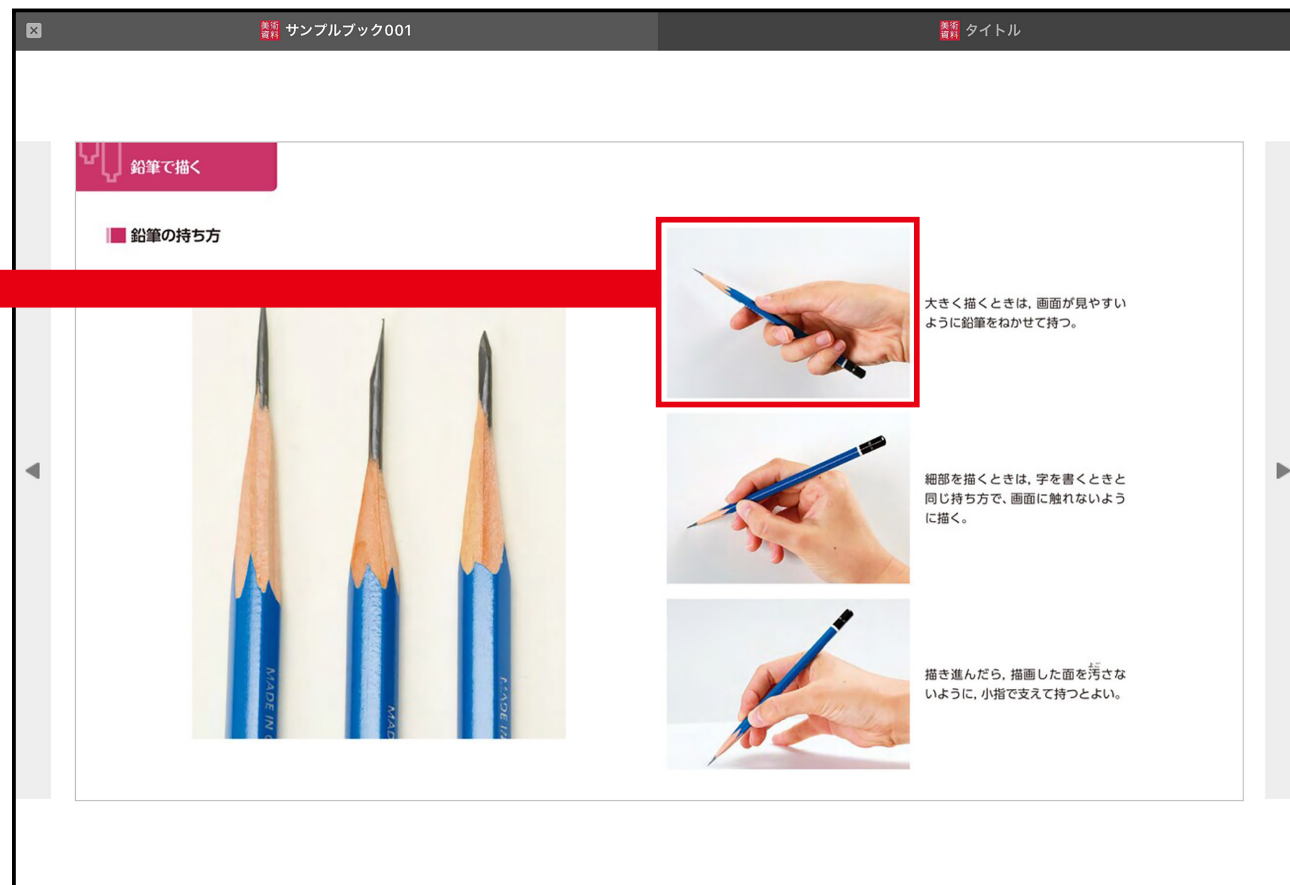 美術
資料
サンプルブック001
美術
資料
タイトル
鉛筆で描く
鉛筆の持ち方
大きく描くときは, 画面が見やすい
ように鉛筆をねかせて持つ。
細部を描くときは, 字を書くときと
同じ持ち方で、画面に触れないよう
に描く。
よご
描き進んだら, 描画した面を汚さな
いように, 小指で支えて持つとよい。
MADE IN G
MAD
MADE IN